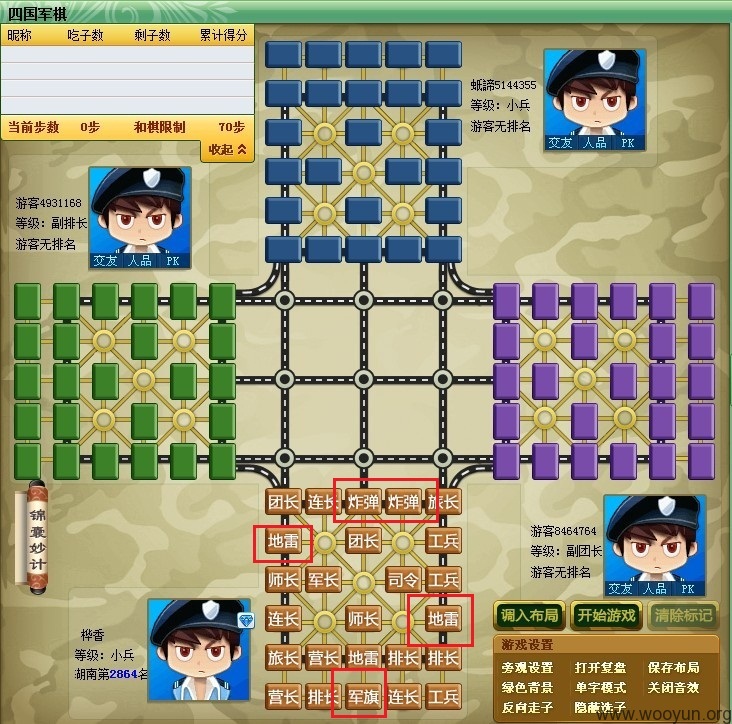 四国军棋
昵称 吃子数 剩子数 累计得分
当前步数 0步 和棋限制 70步
收起
蚔諦5144355
等级：小兵
游客无排名
交友 人品 PK
游客4931168
等级：副排长
游客无排名
交友 人品 PK
团长 连长 炸弹 炸弹 旅长
地雷 团长 工兵
师长 军长 司令 工兵
连长 师长 地雷
旅长 营长 地雷 排长 排长
营长 排长 军旗 连长 工兵
锦囊妙计
游客8464764
等级：副团长
游客无排名
交友 人品 PK
桦香
等级：小兵
湖南第2864名
调入布局 开始游戏 清除标记
游戏设置
旁观设置 打开复盘 保存布局
绿色背景 单字模式 关闭音效
反向走子 隐蔽选子
www.wooyun.org